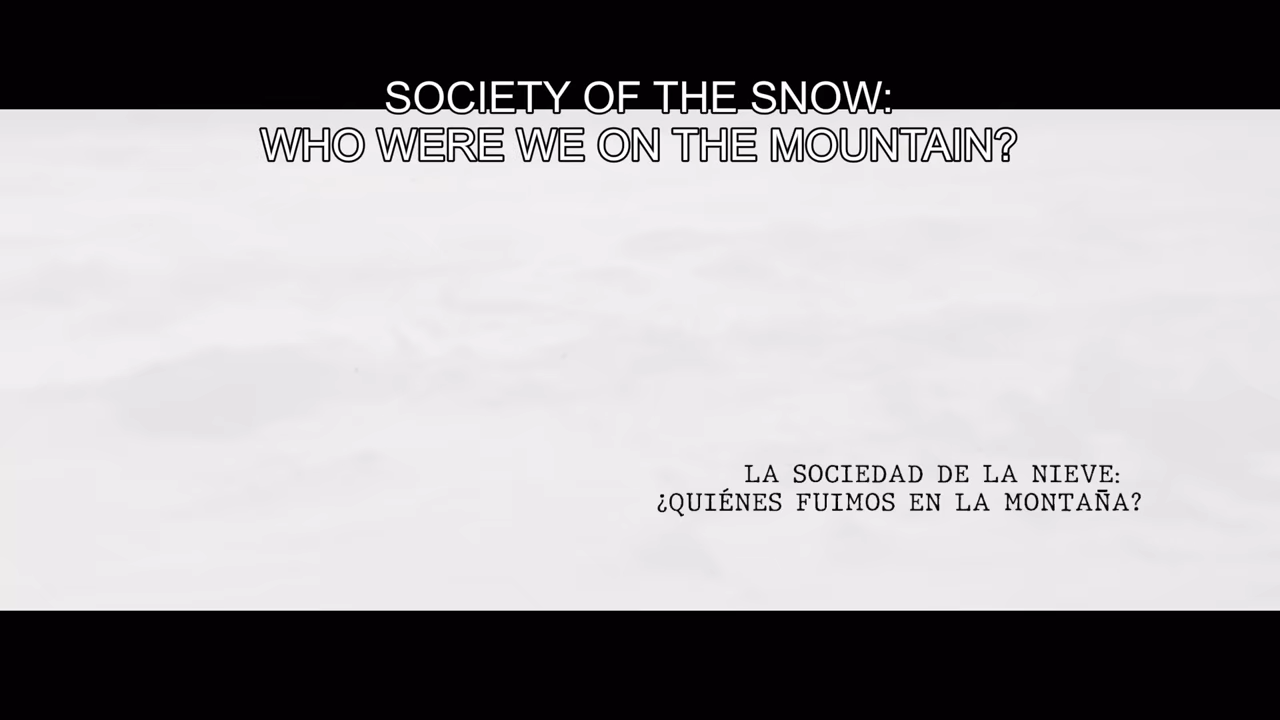 SOCIETY OF THE SNOW:
WHO WERE WE ON THE MOUNTAIN?
LA SOCIEDAD DE LA NIEVE:
¿QUIÉNES FUIMOS EN LA MONTAÑA?